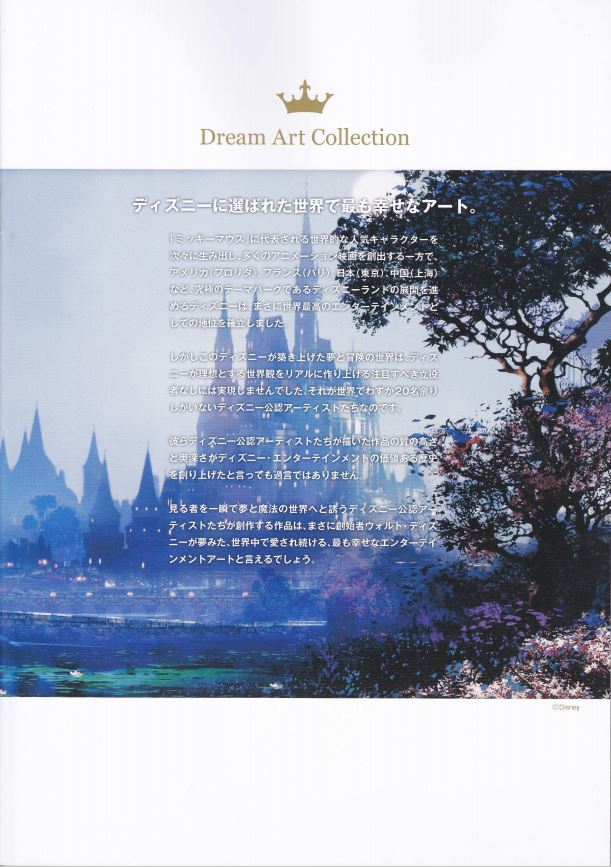 Dream Art Collection
ディズニーに選ばれた世界で最も幸せなアート。
「ミッキーマウス」に代表される世界的な人気キャラクターを
次々に生み出し、多くのアニメーション映画を創出する一方で、
アメリカ(フロリダ)、フランス(パリ)、日本(東京)、中国(上海)
など。究極のテーマパークであるディズニーランドの展開を進
めるディズニーは、まさに世界最高のエンターテインメントと
しての地位を確立しました。
しかしこのディズニーが築き上げた夢と冒険の世界は、ディズ
ニーが理想とする世界観をリアルに作り上げる注目すべき立役
者なしには実現しませんでした。それが世界でわずか20名余り
しかいないディズニー公認アーティストたちなのです。
彼らディズニー公認アーティストたちが描いた作品の質の高さ
と思深さがディズニー・エンターテインメントの価値ある歴史
を創り上げたと言っても過言ではありません。
見る者を一瞬で夢と魔法の世界へと誘うディズニー公認アー
ティストたちが創作する作品は、まさに創始者ウォルト・ディズ
ニーが夢みた、世界中で愛され続ける、最も幸せなエンターテイ
ンメントアートと言えるでしょう。
©Disney